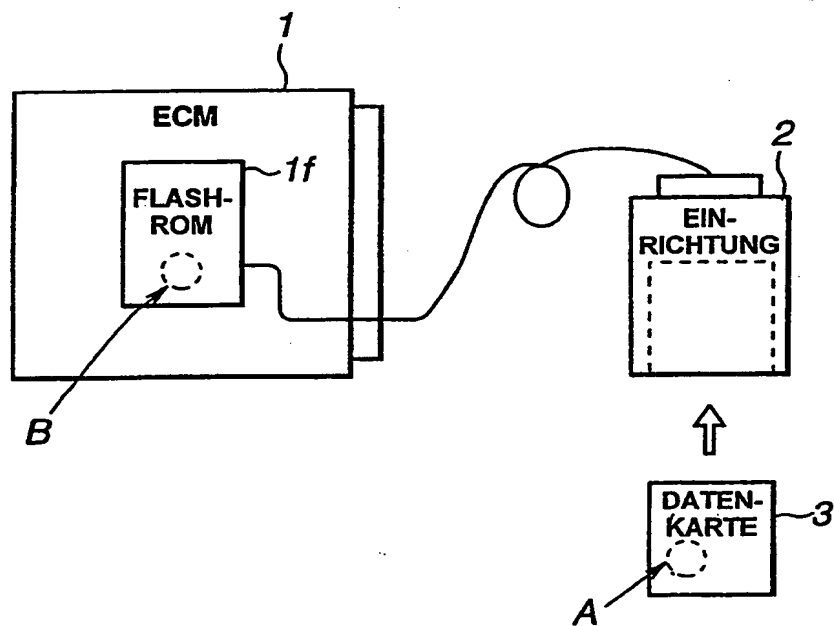 1
ECM
1f
FLASH-
ROM
B
2
EIN-
RICHTUNG
DATEN-
KARTE
3
A